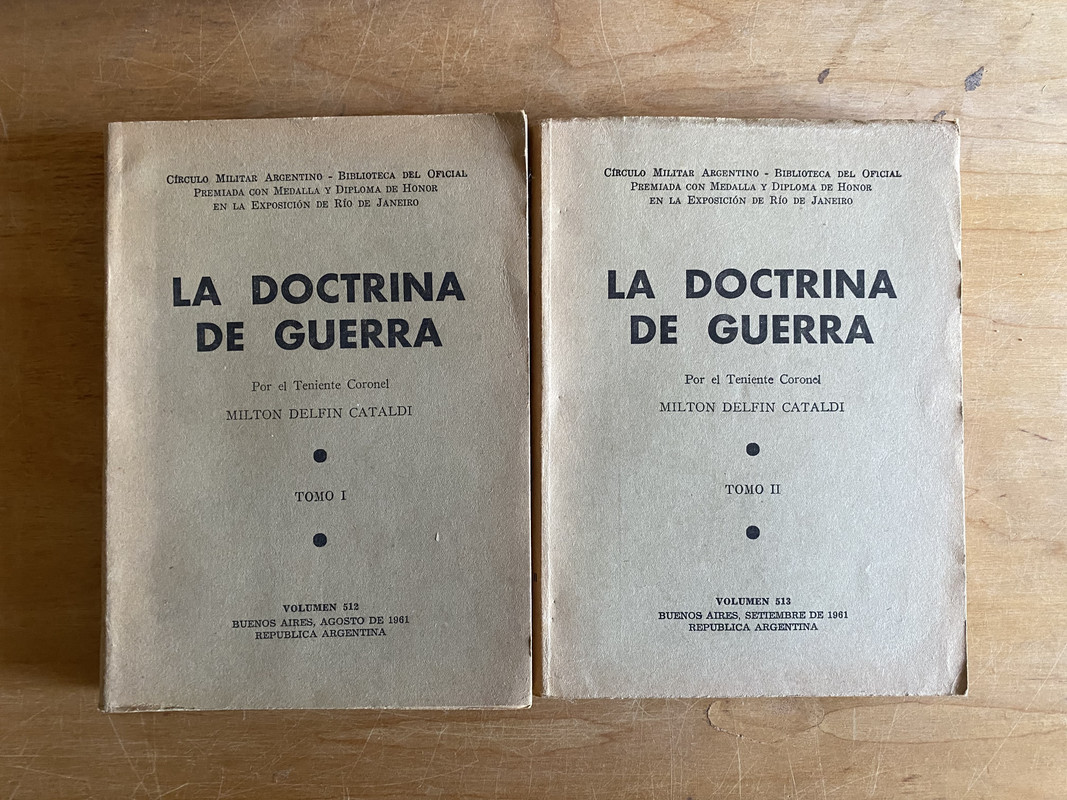 CÍRCULO MILITAR ARGENTINO - BIBLIOTECA DEL OFICIAL
PREMIADA CON MEDALLA Y DIPLOMA DE HONOR
EN LA EXPOSICIÓN DE RÍO DE JANEIRO
LA DOCTRINA
DE GUERRA
Por el Teniente Coronel
MILTON DELFIN CATALDI
TOMO I
VOLUMEN 512
BUENOS AIRES, AGOSTO DE 1961
REPUBLICA ARGENTINA
CÍRCULO MILITAR ARGENTINO - BIBLIOTECA DEL OFICIAL
PREMIADA CON MEDALLA Y DIPLOMA DE HONOR
EN LA EXPOSICIÓN DE RÍO DE JANEIRO
LA DOCTRINA
DE GUERRA
Por el Teniente Coronel
MILTON DELFIN CATALDI
TOMO II
VOLUMEN 513
BUENOS AIRES, SETIEMBRE DE 1961
REPUBLICA ARGENTINA